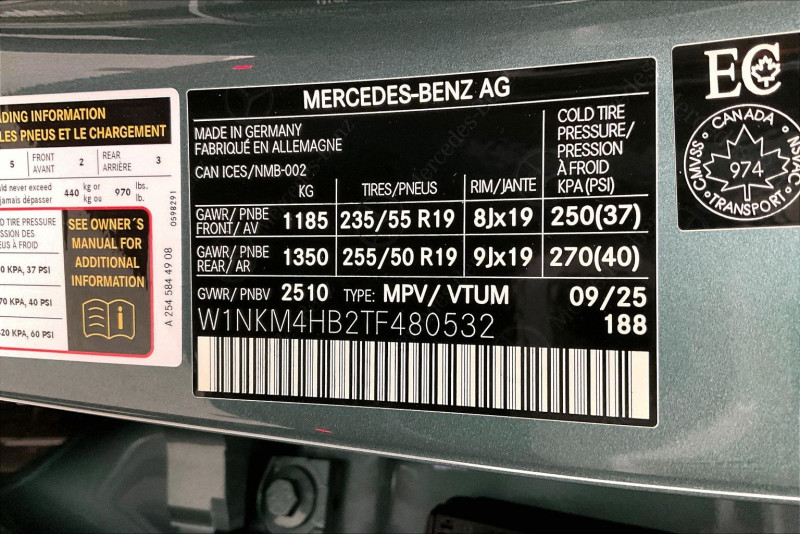 ADING INFORMATION
LES PNEUS ET LE CHARGEMENT
5 FRONT AVANT 2 REAR ARRIÈRE 3
ld never exceed
jamais dépasser 440 kg or kg ou 970 lbs. lb.
TIRE PRESSURE
SSION DES
À FROID
0 KPA, 37 PSI
70 KPA, 40 PSI
20 KPA, 60 PSI
SEE OWNER´S
MANUAL FOR
ADDITIONAL
INFORMATION
A 254 584 49 08
0598291
MERCEDES-BENZ AG
MADE IN GERMANY
FABRIQUÉ EN ALLEMAGNE
CAN ICES/NMB-002
COLD TIRE
PRESSURE/
PRESSION
À FROID
KG TIRES/PNEUS RIM/JANTE KPA (PSI)
GAWR/ PNBE
FRONT/ AV 1185 235/55 R19 8Jx19 250(37)
GAWR/ PNBE
REAR/ AR 1350 255/50 R19 9Jx19 270(40)
GVWR/ PNBV 2510 TYPE: MPV/ VTUM 09/25
W1NKM4HB2TF480532 188
EC
CANADA
CMVSS
NSVAC
974
TRANSPORT